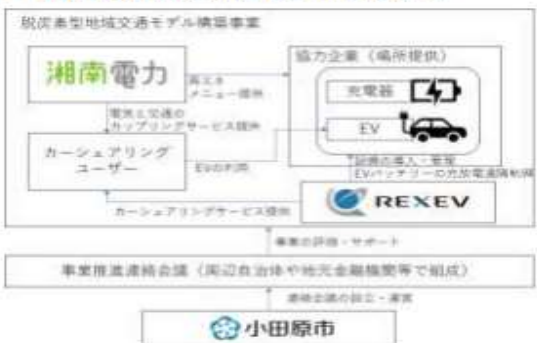 脱炭素型地域交通モデル構築事業
湘南電力
協力企業（場所提供）
充電器
EV
再エネ
メニュー提供
電気と交通の
カップリングサービス提供
カーシェアリング
ユーザー
EVの利用
設備の導入・管理
EVバッテリーの充放電遠隔制御
REXEV
カーシェアリングサービス提供
事業の評価・サポート
事業推進連絡会議（周辺自治体や地元金融機関等で組成）
連絡会議の設立・運営
小田原市